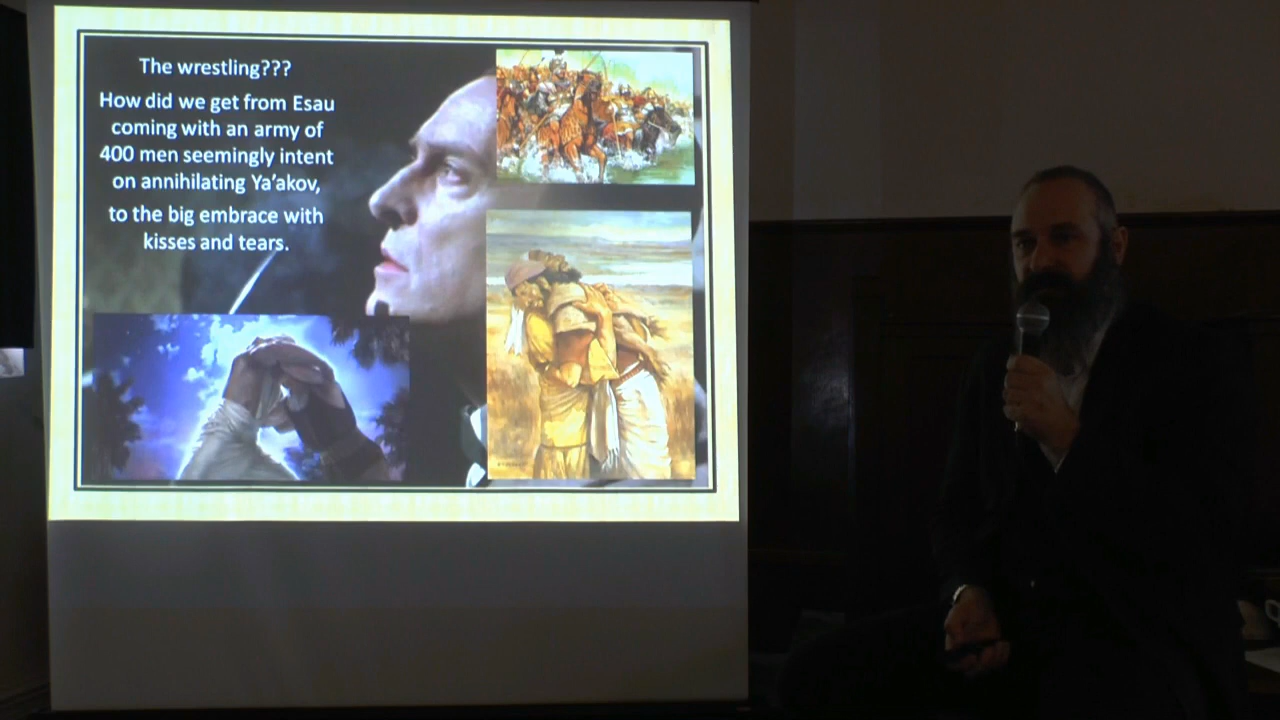 The wrestling???
How did we get from Esau
coming with an army of
400 men seemingly intent
on annihilating Ya’akov,
to the big embrace with
kisses and tears.